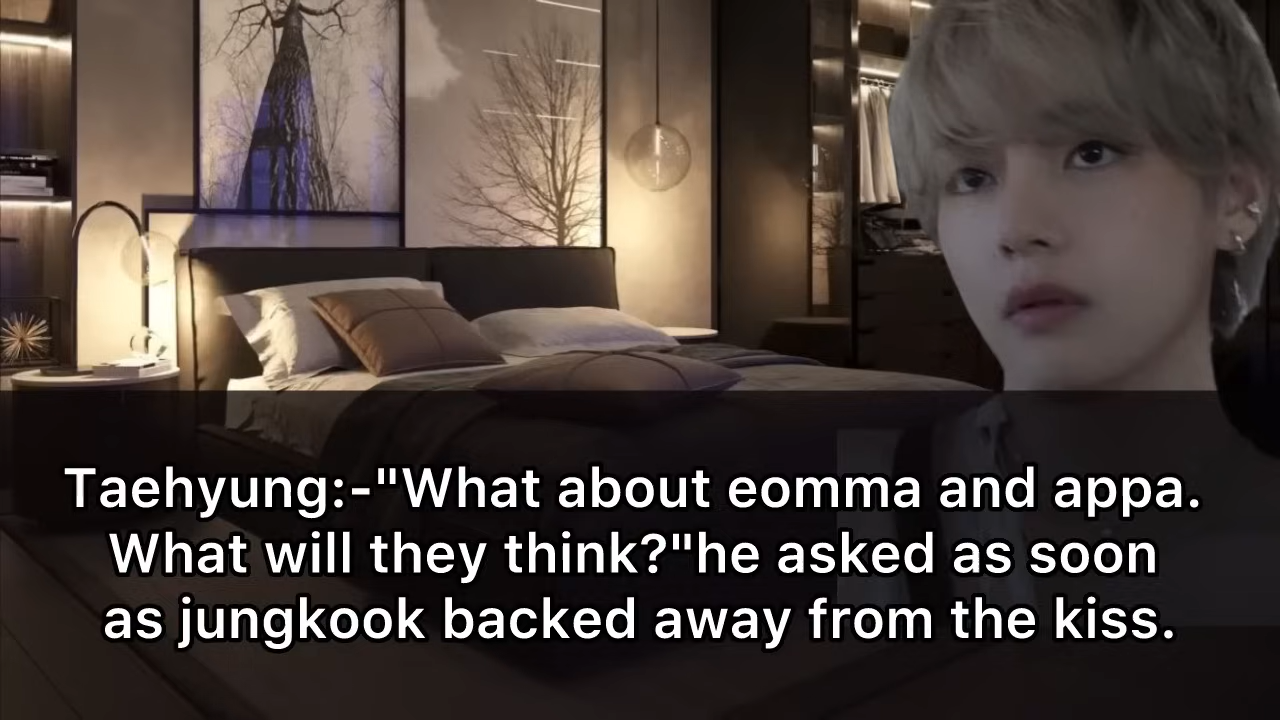 Taehyung:-"What about eomma and appa.
What will they think?"he asked as soon
as jungkook backed away from the kiss.